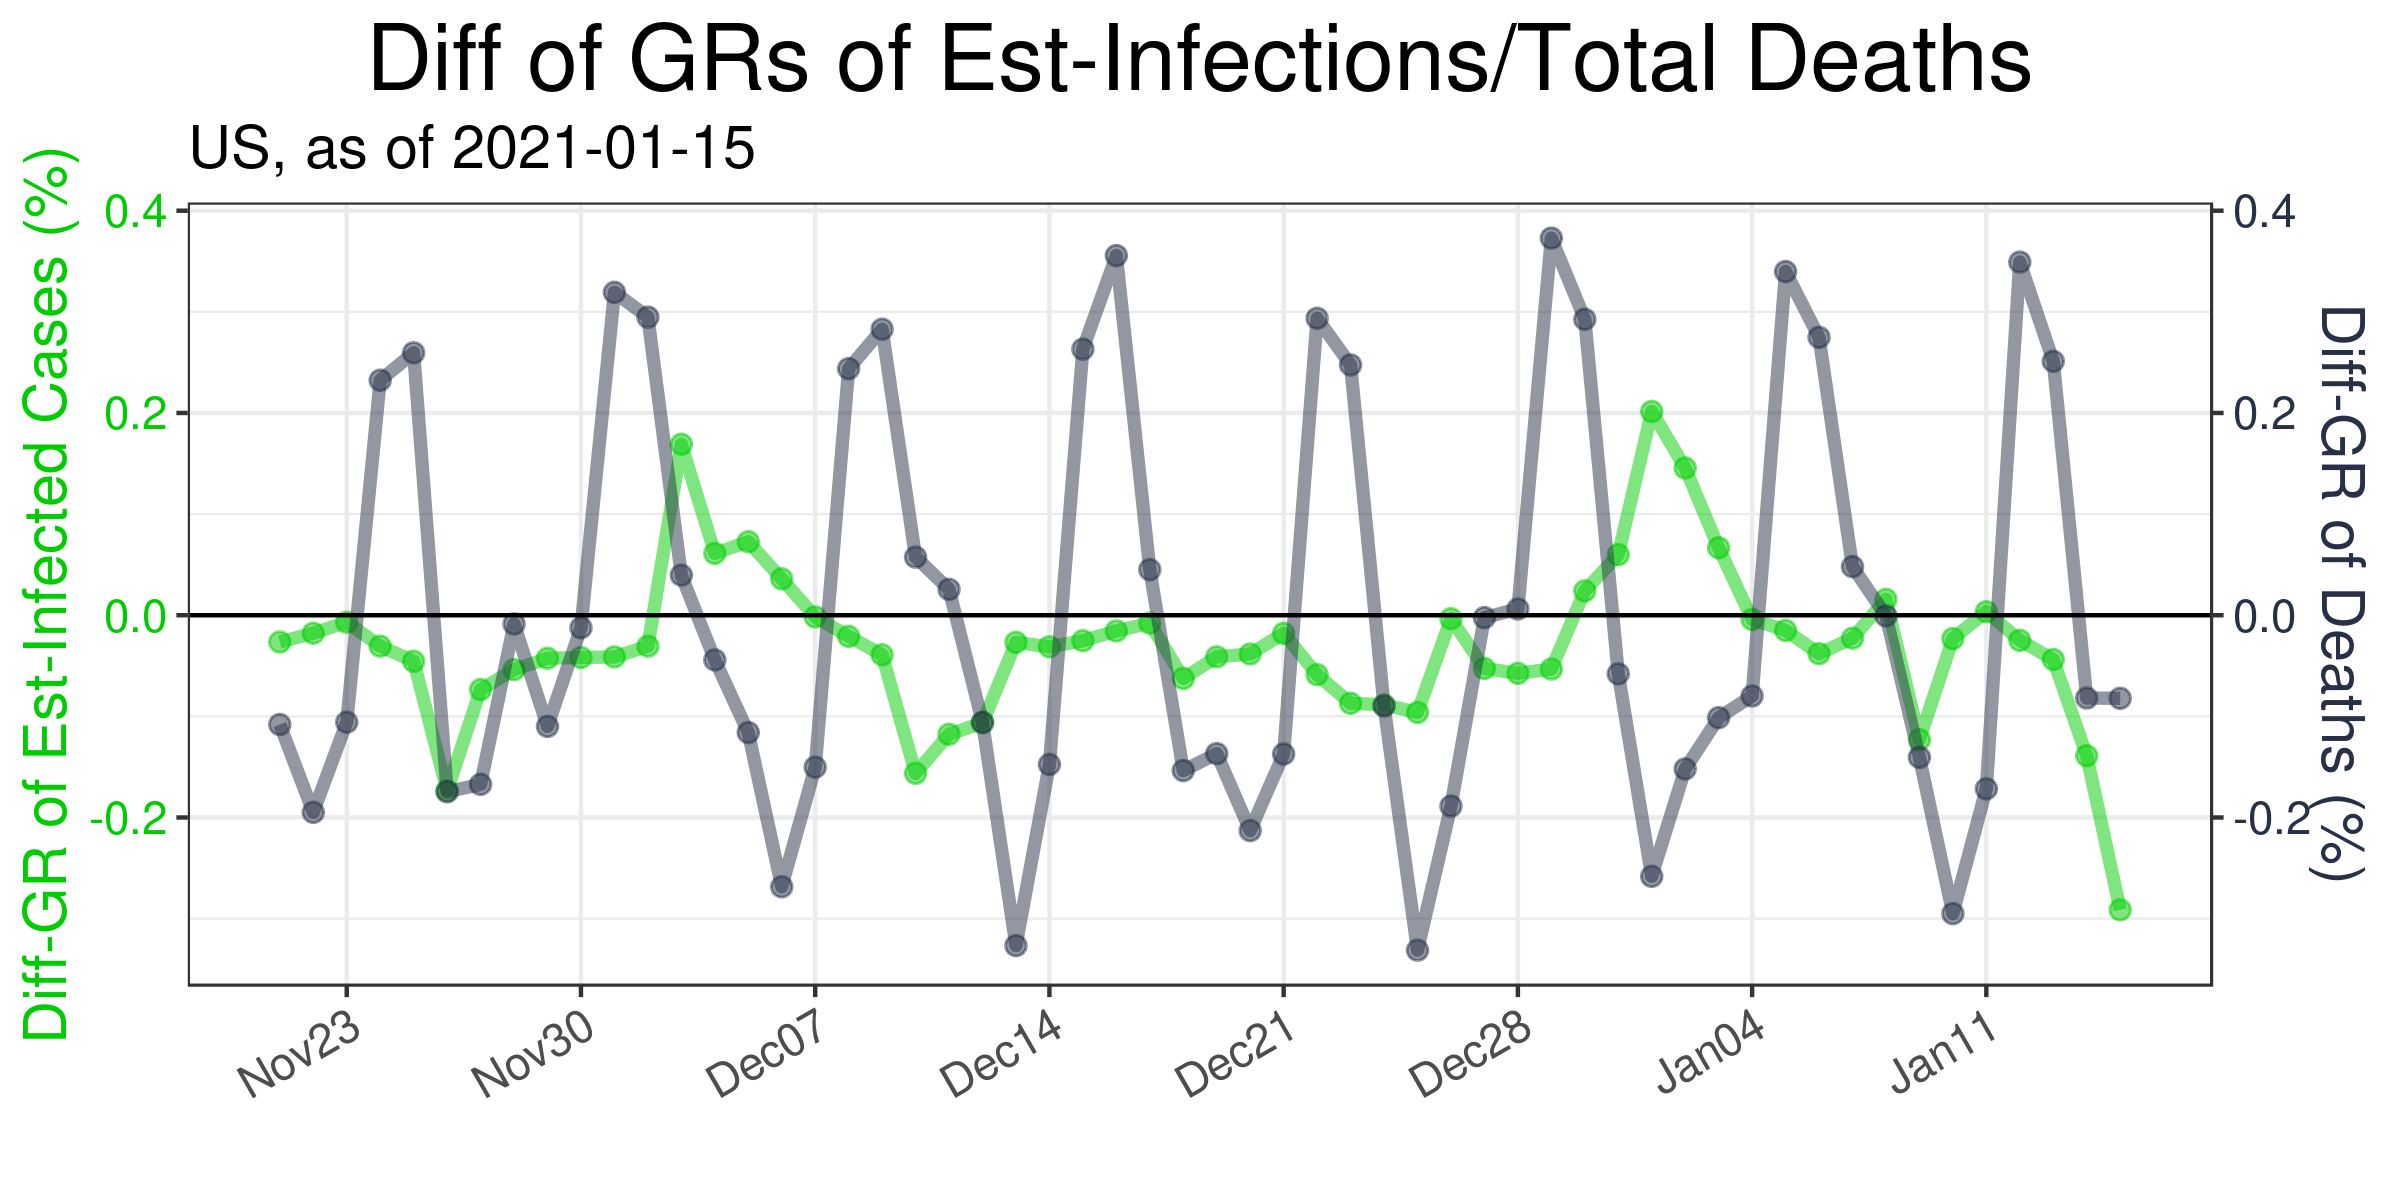 Diff of GRs of Est-Infections/Total Deaths
US, as of 2021-01-15
Diff-GR of Est-Infected Cases (%)
0.4
0.2
0.0
-0.2
0.4
0.2
0.0
-0.2
Diff-GR of Deaths (%)
Nov23
Nov30
Dec07
Dec14
Dec21
Dec28
Jan04
Jan11